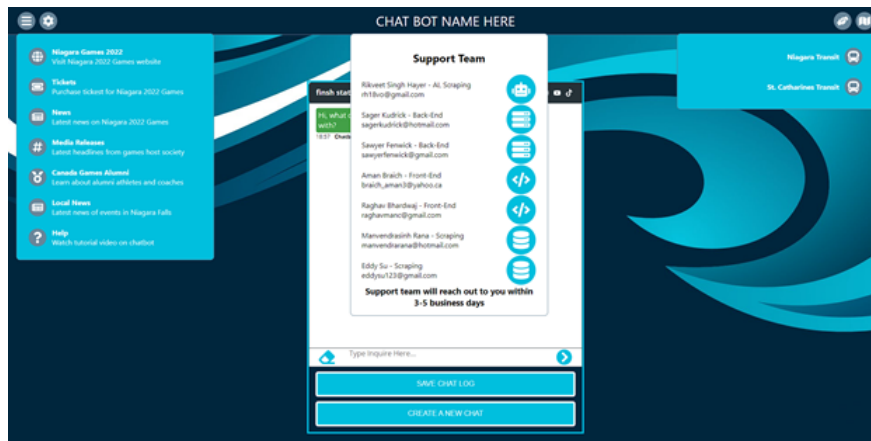 CHAT BOT NAME HERE
Niagara Games 2022
Visit Niagara 2022 Games website
Tickets
Purchase tickest for Niagara 2022 Games
News
Latest news on Niagara 2022 Games
Media Releases
Latest headlines from games host society
Canada Games Alumni
Learn about alumni athletes and coaches
Local News
Latest news of events in Niagara Falls
Help
Watch tutorial video on chatbot
Support Team
Rikveet Singh Hayer - AI, Scraping
rh18vo@gmail.com
Sager Kudrick - Back-End
sagerkudrick@hotmail.com
Sawyer Fenwick - Back-End
sawyerfenwick@gmail.com
Aman Braich - Front-End
braich_aman3@yahoo.ca
Raghav Bhardwaj - Front-End
raghavmanc@gmail.com
Manvendrasinh Rana - Scraping
manvendrarana@hotmail.com
Eddy Su - Scraping
eddysu123@gmail.com
Support team will reach out to you within
3-5 business days
finsh stat
Hi, what c
with?
Type Inquire Here...
SAVE CHAT LOG
CREATE A NEW CHAT
Niagara Transit
St. Catharines Transit